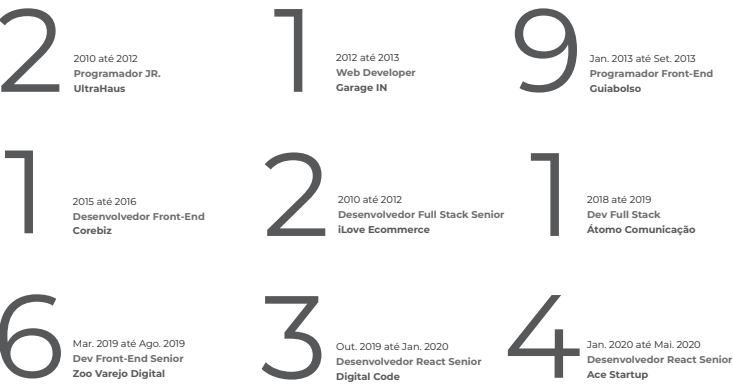 2
2010 até 2012
Programador JR.
UltraHaus
1
2012 até 2013
Web Developer
Garage IN
9
Jan. 2013 até Set. 2013
Programador Front-End
Guiabolso
1
2015 até 2016
Desenvolvedor Front-End
Corebiz
2
2010 até 2012
Desenvolvedor Full Stack Senior
iLove Ecommerce
1
2018 até 2019
Dev Full Stack
Átomo Comunicação
6
Mar. 2019 até Ago. 2019
Dev Front-End Senior
Zoo Varejo Digital
3
Out. 2019 até Jan. 2020
Desenvolvedor React Senior
Digital Code
4
Jan. 2020 até Mai. 2020
Desenvolvedor React Senior
Ace Startup